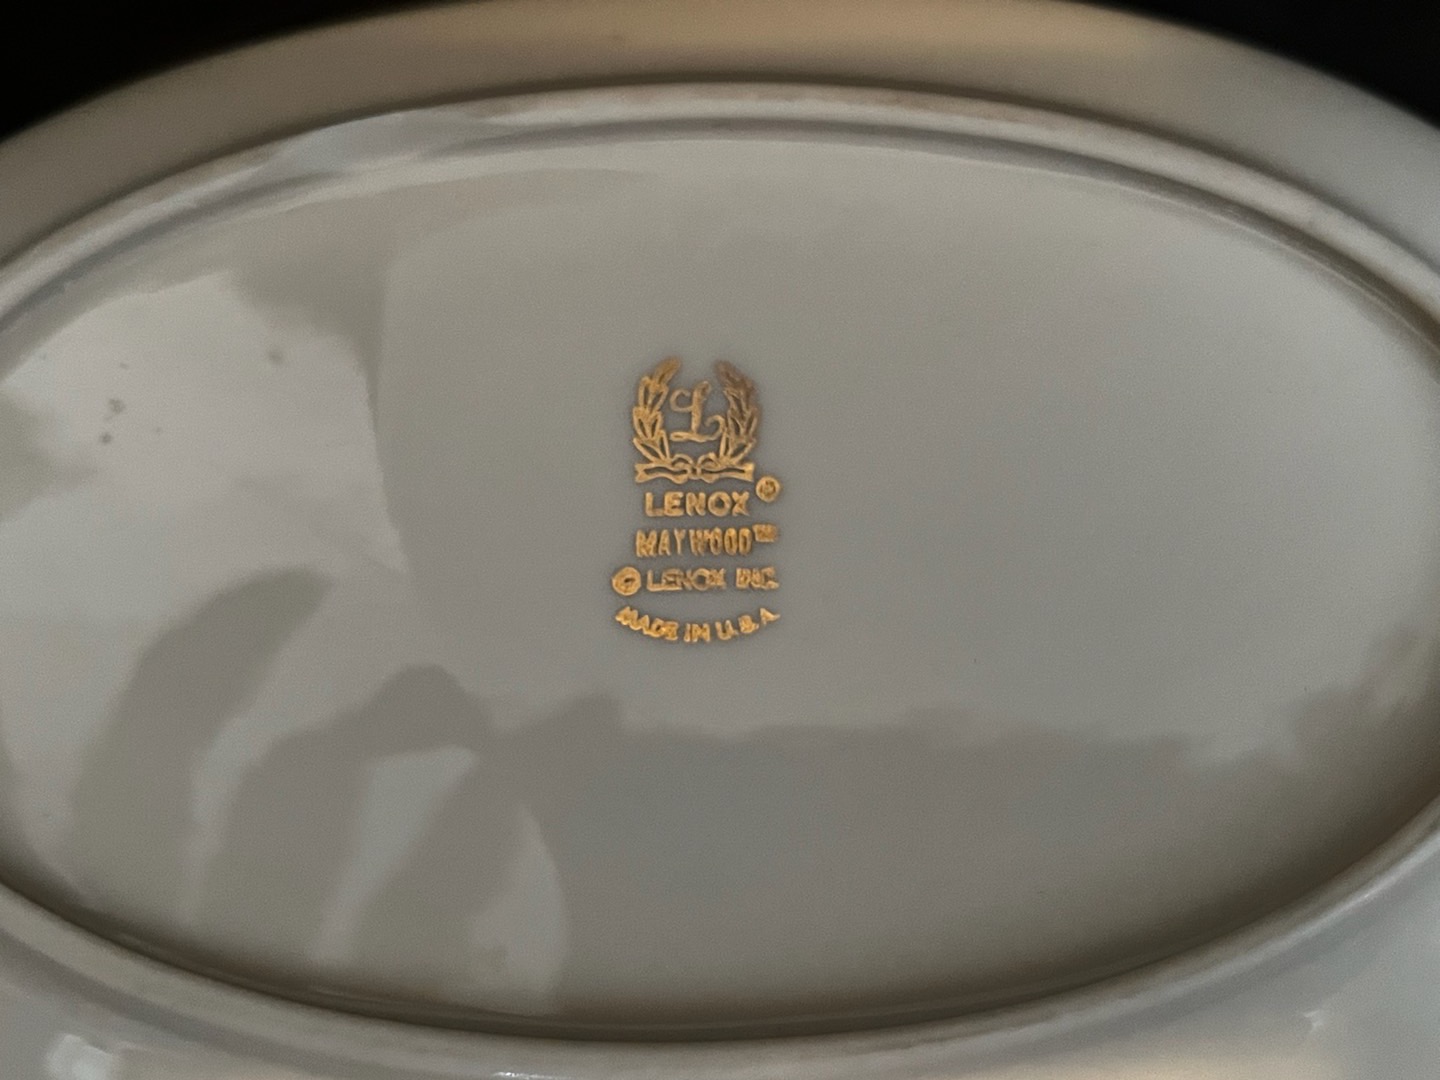 L
LENOX®
MAYWOOD™
© LENOX INC.
MADE IN U.S.A.